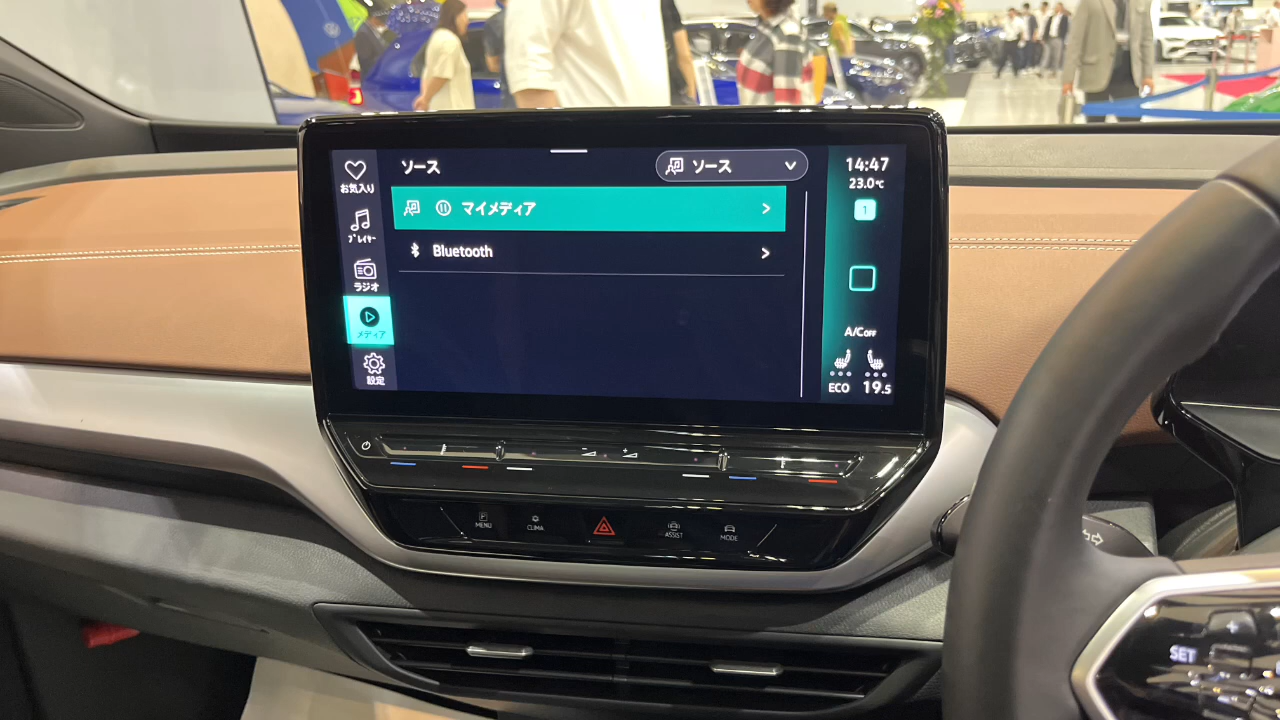 お気入り
プレイヤー
ラジオ
メディア
設定
ソース
ソース
マイメディア
Bluetooth
14:47
23.0℃
1
A/C OFF
ECO 19.5
P MENU
CLIMA
ASSIST
MODE
SET